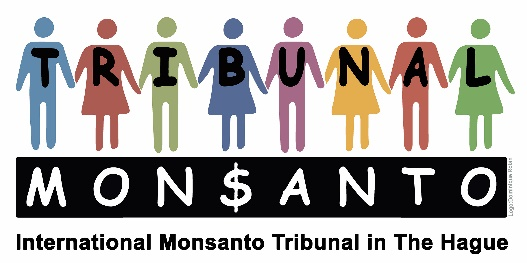 TRIBUNAL
MON$ANTO
International Monsanto Tribunal in The Hague